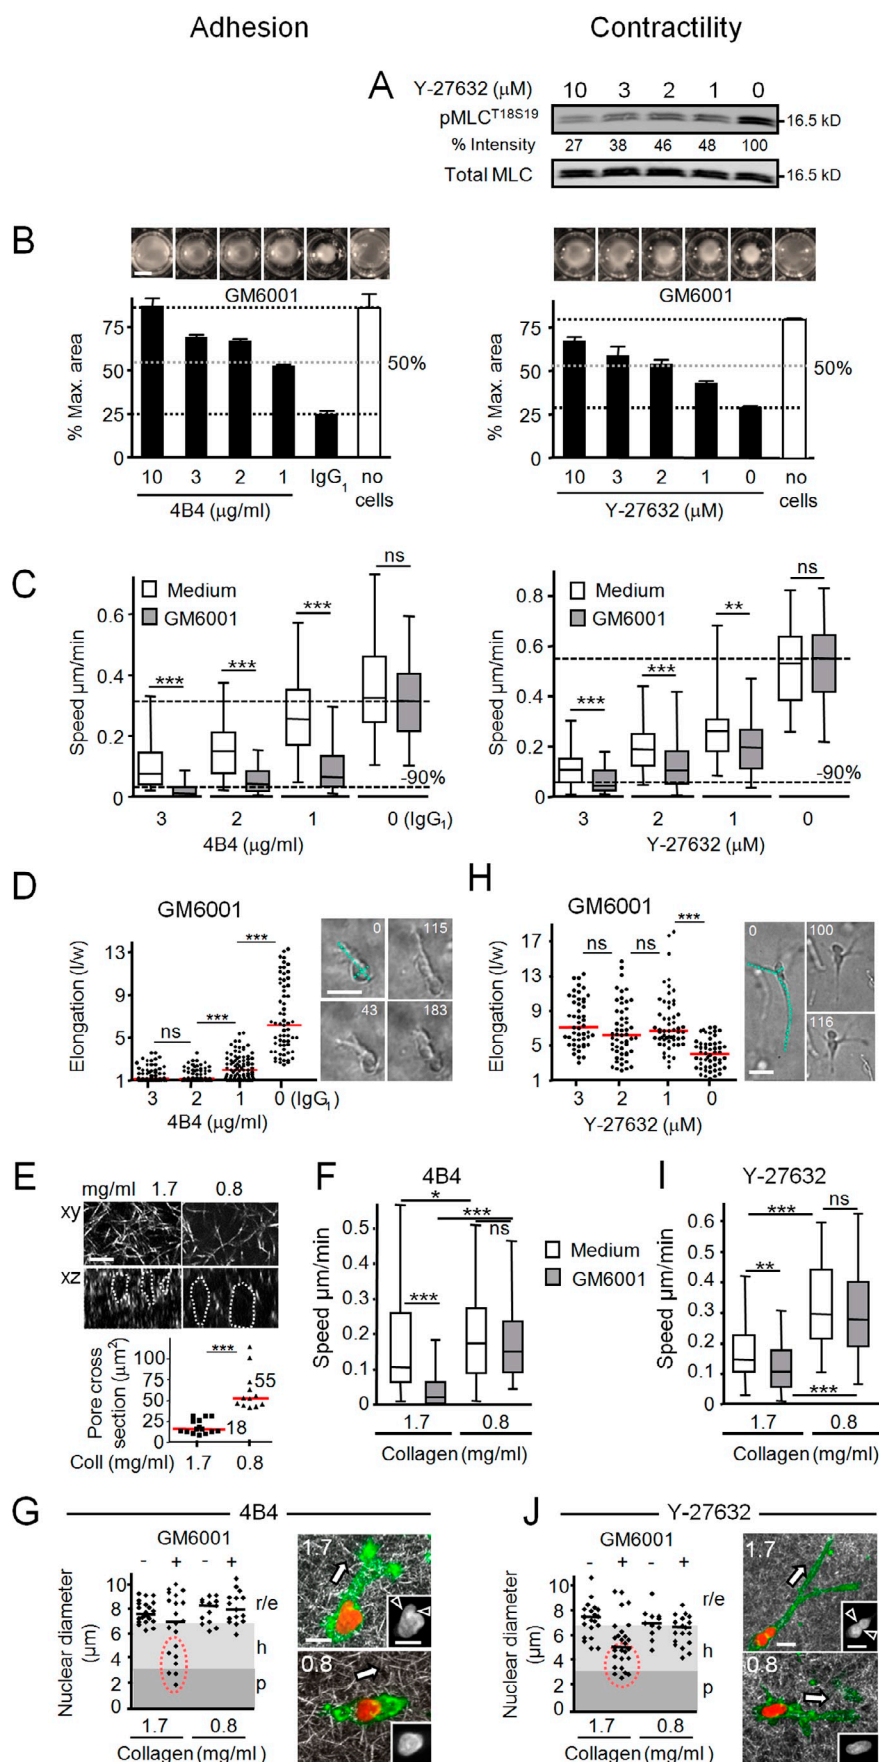 Adhesion
Contractility
A
Y-27632 (μM) 10 3 2 1 0
pMLC^T18S19
16.5 kD
% Intensity 27 38 46 48 100
Total MLC
16.5 kD
B
GM6001
% Max. area
75
50
25
0
50%
10 3 2 1 IgG₁ no cells
4B4 (μg/ml)
GM6001
% Max. area
75
50
25
0
50%
10 3 2 1 0 no cells
Y-27632 (μM)
C
Medium
GM6001
Speed μm/min
0.6
0.4
0.2
0
*** *** *** ns
-90%
3 2 1 0 (IgG₁)
4B4 (μg/ml)
Medium
GM6001
Speed μm/min
0.8
0.6
0.4
0.2
0
*** *** ** ns
-90%
3 2 1 0
Y-27632 (μM)
D
GM6001
Elongation (l/w)
13
9
5
1
ns *** ***
3 2 1 0 (IgG₁)
4B4 (μg/ml)
0 115
43 183
H
GM6001
Elongation (l/w)
17
13
9
5
1
ns ns ***
3 2 1 0
Y-27632 (μM)
0 100
116
E
mg/ml 1.7 0.8
xy
xz
Pore cross section (μm²)
100
75
50
25
0
***
18
55
Coll (mg/ml) 1.7 0.8
F
4B4
Speed μm/min
0.5
0.4
0.3
0.2
0.1
0
* *** ns
***
1.7 0.8
Collagen (mg/ml)
Medium
GM6001
I
Y-27632
Speed μm/min
0.6
0.5
0.4
0.3
0.2
0.1
0
*** ns
**
***
1.7 0.8
Collagen (mg/ml)
G
4B4
GM6001
- + - +
Nuclear diameter (μm)
10
8
6
4
2
0
r/e
h
p
1.7 0.8
Collagen (mg/ml)
1.7
0.8
J
Y-27632
GM6001
- + - +
Nuclear diameter (μm)
10
8
6
4
2
0
r/e
h
p
1.7 0.8
Collagen (mg/ml)
1.7
0.8